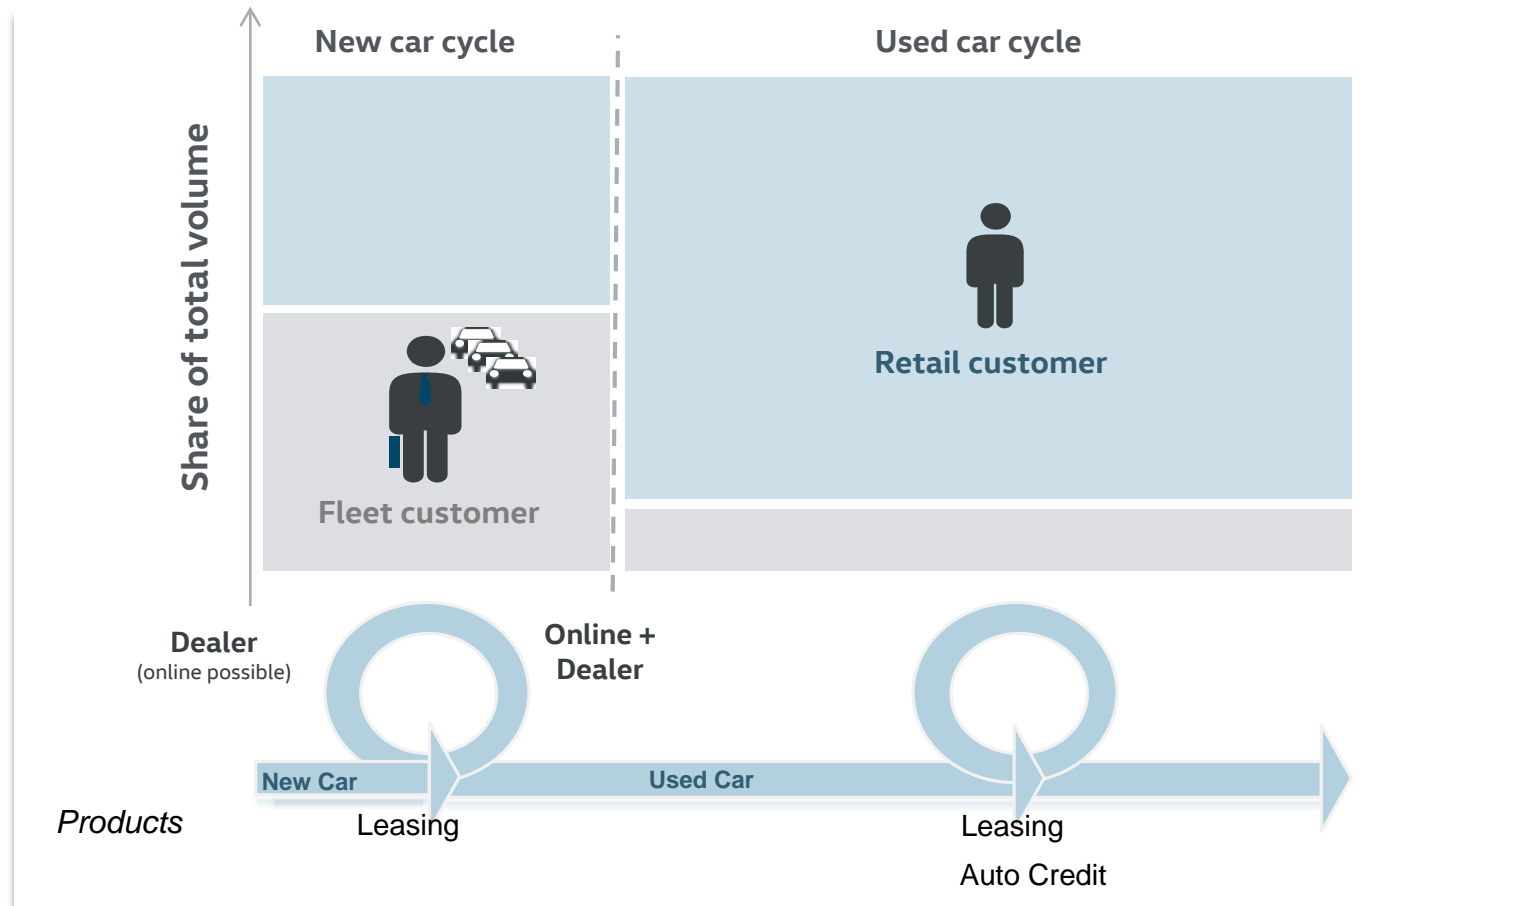 New car cycle
Used car cycle
Share of total volume
Retail customer
Fleet customer
Dealer
(online possible)
Online +
Dealer
New Car
Used Car
Products
Leasing
Leasing
Auto Credit